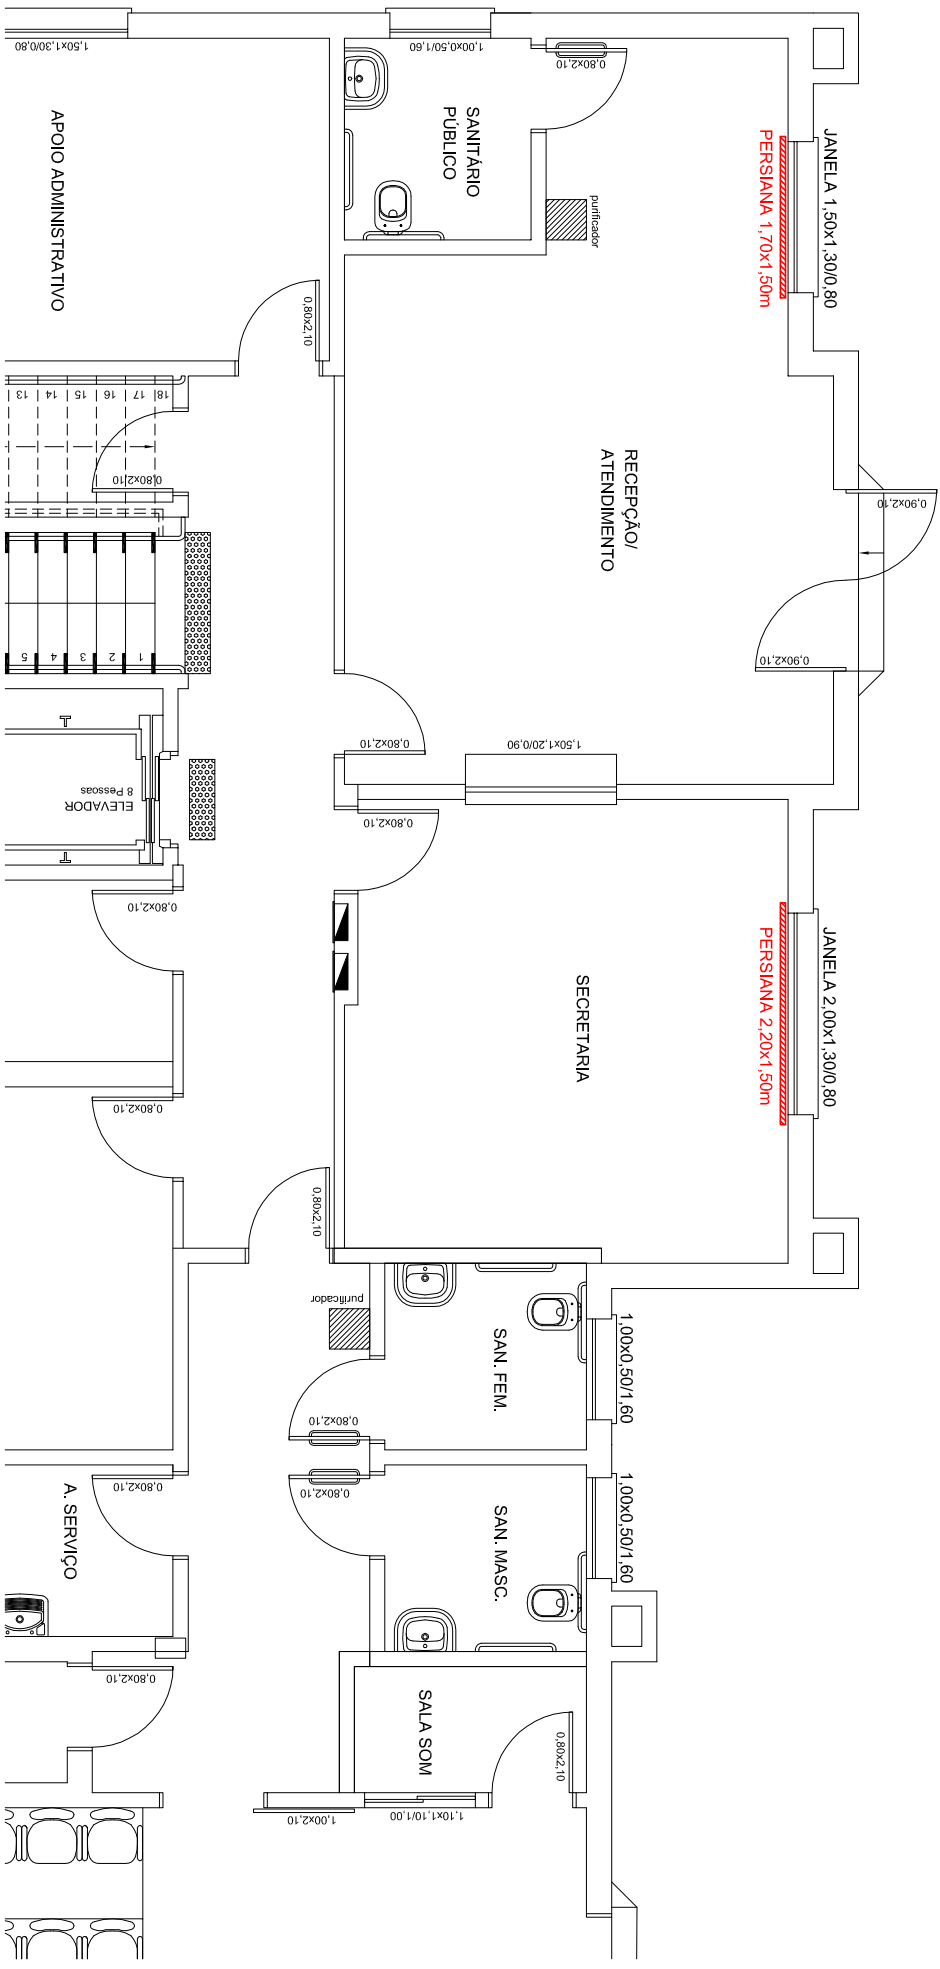 1,50x1,30/0,80
1,00x0,50/1,60
0,80x2,10
SANITÁRIO
PÚBLICO
purificador
JANELA 1,50x1,30/0,80
PERSIANA 1,70x1,50m
APOIO ADMINISTRATIVO
0,80x2,10
13
14
15
16
17
18
0,80x2,10
RECEPÇÃO/
ATENDIMENTO
0,90x2,10
0,90x2,10
5
4
3
2
1
0,80x2,10
1,50x1,20/0,90
T
ELEVADOR
8 Pessoas
T
0,80x2,10
0,80x2,10
SECRETARIA
JANELA 2,00x1,30/0,80
PERSIANA 2,20x1,50m
0,80x2,10
0,80x2,10
purificador
SAN. FEM.
1,00x0,50/1,60
0,80x2,10
0,80x2,10
SAN. MASC.
1,00x0,50/1,60
0,80x2,10
A. SERVIÇO
0,80x2,10
SALA SOM
0,80x2,10
1,00x2,10
1,10x1,10/1,00